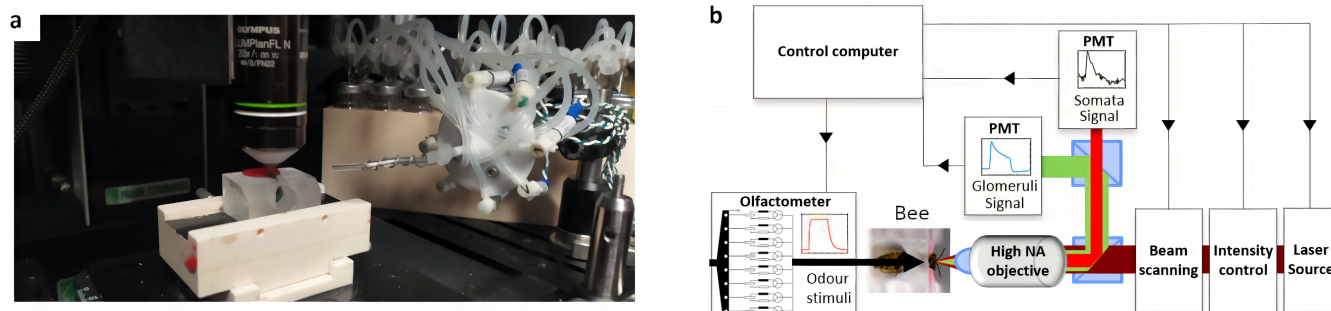 a
OLYMPUS
UMPlanFL N
b
Control computer
PMT
Somata
Signal
PMT
Glomeruli
Signal
Olfactometer
Odour
stimuli
Bee
High NA
objective
Beam
scanning
Intensity
control
Laser
Source